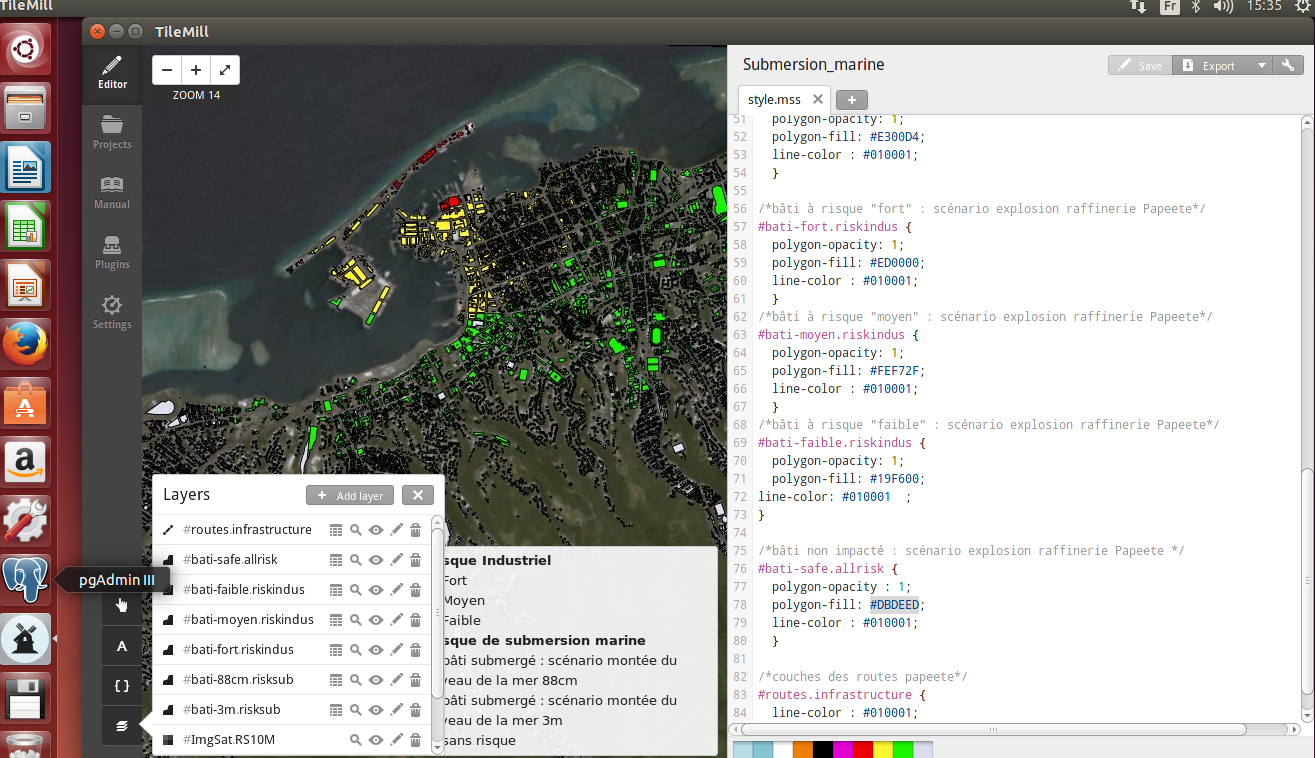 TileMill
Fr
15:35
TileMill
Editor
Projects
Manual
Plugins
Settings
ZOOM 14
Submersion_marine
Save
Export
style.mss
51 polygon-opacity: 1;
52 polygon-fill: #E300D4;
53 line-color : #010001;
54 }
55
56 /*bâti à risque "fort" : scénario explosion raffinerie Papeete*/
57 #bati-fort.riskindus {
58 polygon-opacity: 1;
59 polygon-fill: #ED0000;
60 line-color : #010001;
61 }
62 /*bâti à risque "moyen" : scénario explosion raffinerie Papeete*/
63 #bati-moyen.riskindus {
64 polygon-opacity: 1;
65 polygon-fill: #FEF72F;
66 line-color : #010001;
67 }
68 /*bâti à risque "faible" : scénario explosion raffinerie Papeete*/
69 #bati-faible.riskindus {
70 polygon-opacity: 1;
71 polygon-fill: #19F600;
72 line-color: #010001 ;
73 }
74
75 /*bâti non impacté : scénario explosion raffinerie Papeete */
76 #bati-safe.allrisk {
77 polygon-opacity : 1;
78 polygon-fill: #DBDEED;
79 line-color : #010001;
80 }
81
82 /*couches des routes papeete*/
83 #routes.infrastructure {
84 line-color : #010001;
Layers
Add layer
#routes.infrastructure
#bati-safe.allrisk
#bati-faible.riskindus
#bati-moyen.riskindus
#bati-fort.riskindus
#bati-88cm.risksub
#bati-3m.risksub
#ImgSat.RS10M
pgAdmin III
A
{}
sque Industriel
Fort
Moyen
Faible
sque de submersion marine
bâti submergé : scénario montée du
veau de la mer 88cm
bâti submergé : scénario montée du
veau de la mer 3m
sans risque